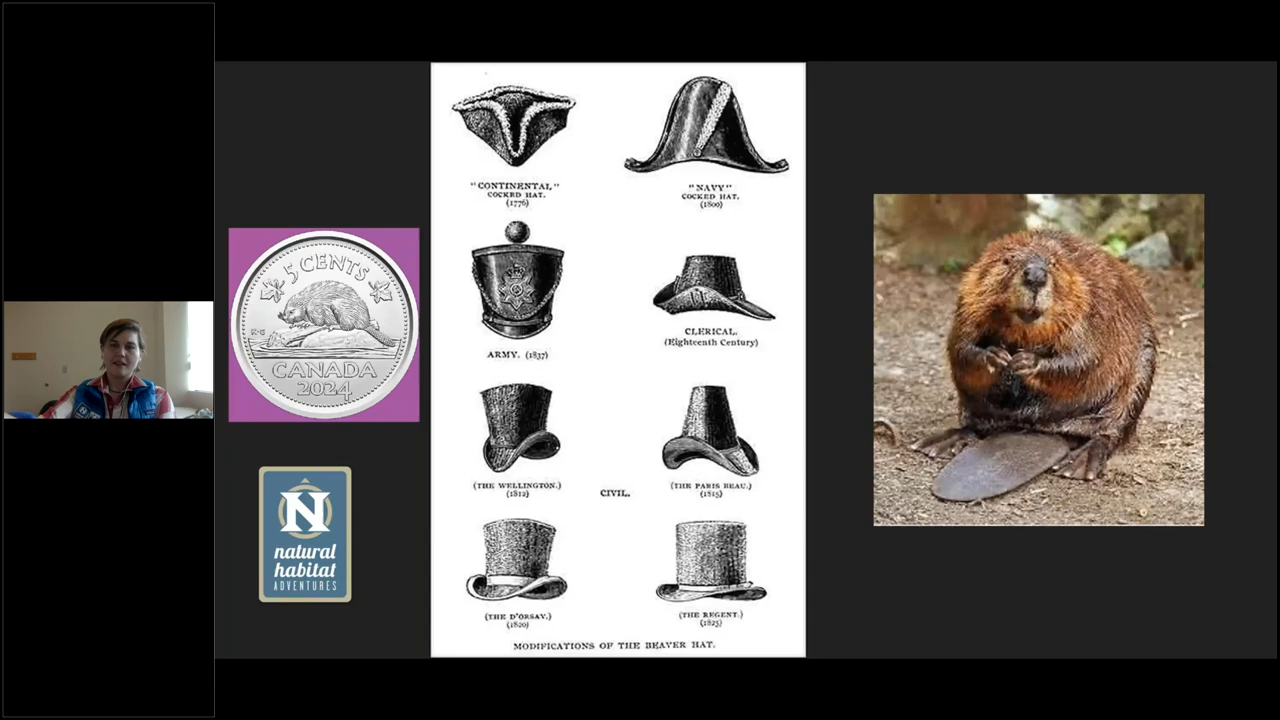 5 CENTS
K·G
CANADA
2024
N
natural
habitat
ADVENTURES
"CONTINENTAL"
COCKED HAT.
(1776)
"NAVY"
COCKED HAT.
(1800)
ARMY. (1837)
CLERICAL.
(Eighteenth Century)
(THE WELLINGTON.)
(1812)
CIVIL.
(THE PARIS BEAU.)
(1815)
(THE D'ORSAY.)
(1820)
(THE REGENT.)
(1825)
MODIFICATIONS OF THE BEAVER HAT.